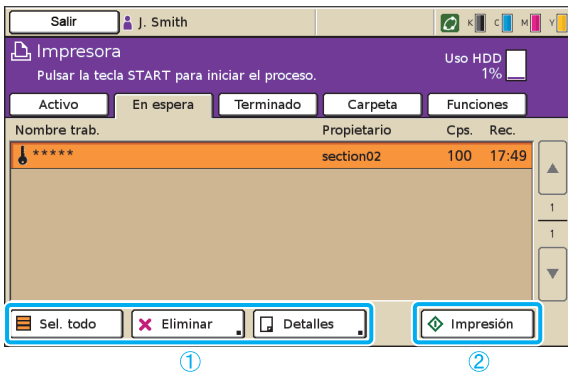 Salir J. Smith K C M Y
Impresora Uso HDD
Pulsar la tecla START para iniciar el proceso. 1%
Activo En espera Terminado Carpeta Funciones
Nombre trab. Propietario Cps. Rec.
***** section02 100 17:49
1
1
Sel. todo Eliminar Detalles Impresión
① ②